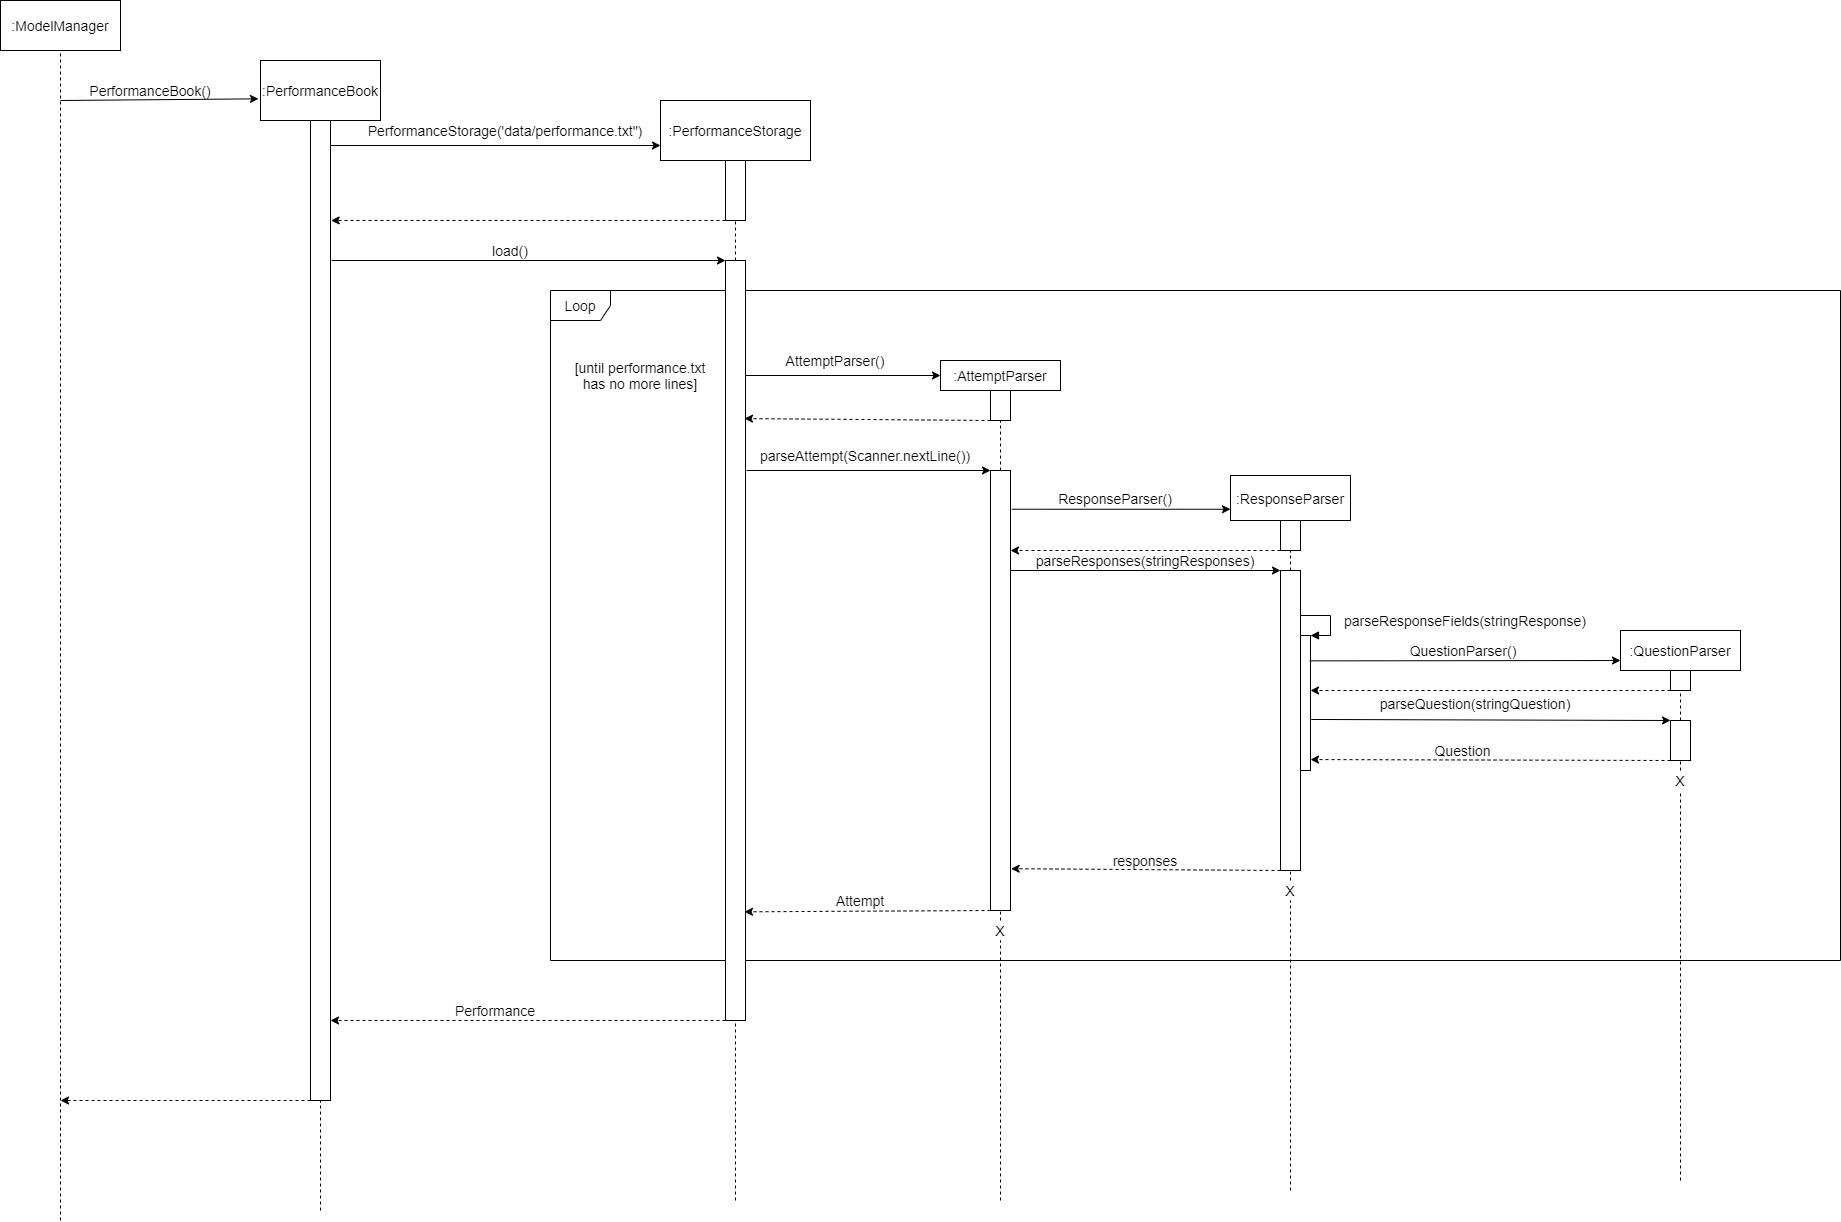 :ModelManager
PerformanceBook()
:PerformanceBook
PerformanceStorage('data/performance.txt")
:PerformanceStorage
load()
Loop
[until performance.txt
has no more lines]
AttemptParser()
:AttemptParser
parseAttempt(Scanner.nextLine())
ResponseParser()
:ResponseParser
parseResponses(stringResponses)
parseResponseFields(stringResponse)
QuestionParser()
:QuestionParser
parseQuestion(stringQuestion)
Question
X
responses
X
Attempt
X
Performance